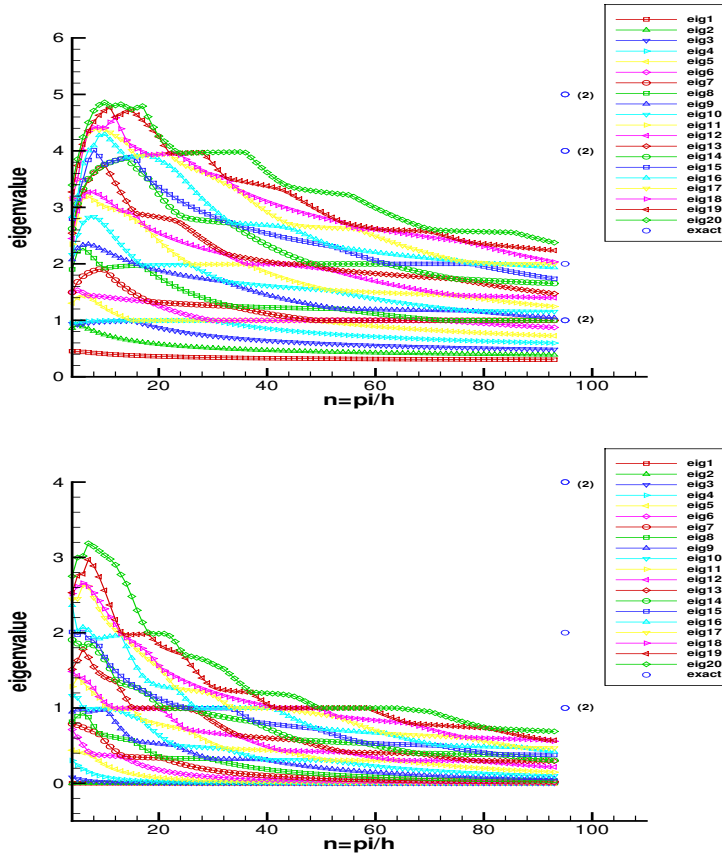 eig1
eig2
eig3
eig4
eig5
eig6
eig7
eig8
eig9
eig10
eig11
eig12
eig13
eig14
eig15
eig16
eig17
eig18
eig19
eig20
exact
eigenvalue
6
5
4
3
2
1
0
(2)
(2)
(2)
20
40
60
80
100
n=pi/h
eig1
eig2
eig3
eig4
eig5
eig6
eig7
eig8
eig9
eig10
eig11
eig12
eig13
eig14
eig15
eig16
eig17
eig18
eig19
eig20
exact
eigenvalue
4
3
2
1
0
(2)
(2)
20
40
60
80
100
n=pi/h